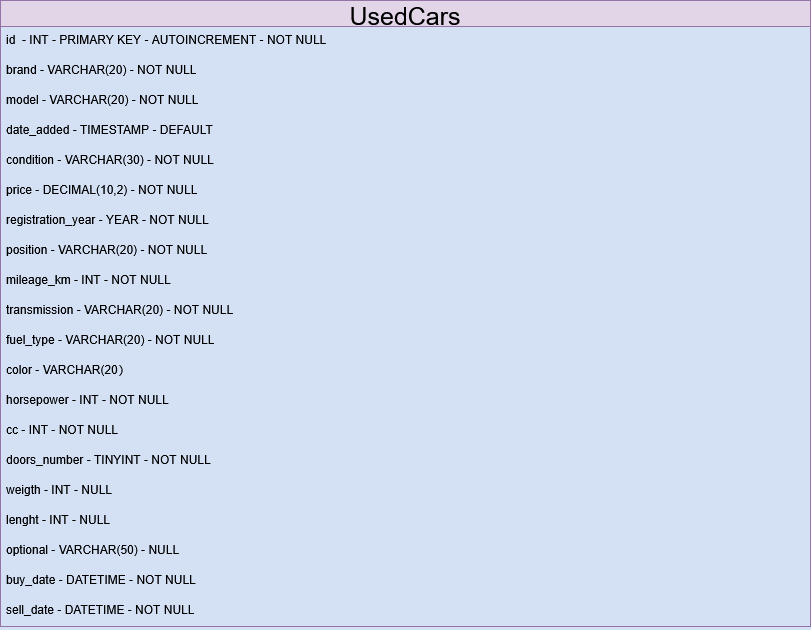 UsedCars
id - INT - PRIMARY KEY - AUTOINCREMENT - NOT NULL
brand - VARCHAR(20) - NOT NULL
model - VARCHAR(20) - NOT NULL
date_added - TIMESTAMP - DEFAULT
condition - VARCHAR(30) - NOT NULL
price - DECIMAL(10,2) - NOT NULL
registration_year - YEAR - NOT NULL
position - VARCHAR(20) - NOT NULL
mileage_km - INT - NOT NULL
transmission - VARCHAR(20) - NOT NULL
fuel_type - VARCHAR(20) - NOT NULL
color - VARCHAR(20)
horsepower - INT - NOT NULL
cc - INT - NOT NULL
doors_number - TINYINT - NOT NULL
weigth - INT - NULL
lenght - INT - NULL
optional - VARCHAR(50) - NULL
buy_date - DATETIME - NOT NULL
sell_date - DATETIME - NOT NULL